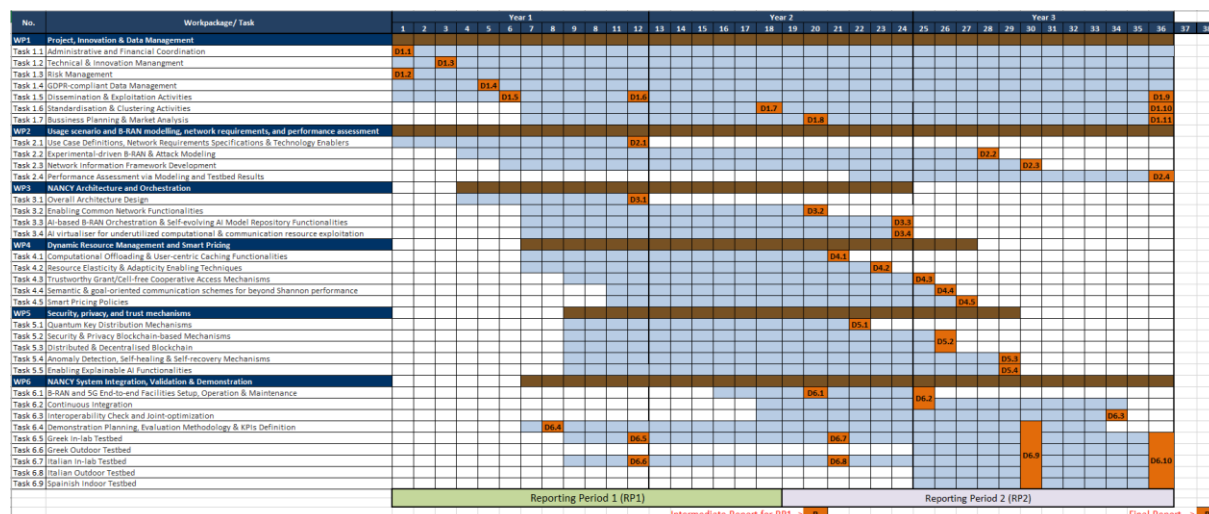 No. Workpackage/ Task Year 1 Year 2 Year 3
1 2 3 4 5 6 7 8 9 10 11 12 13 14 15 16 17 18 19 20 21 22 23 24 25 26 27 28 29 30 31 32 33 34 35 36 37 38
WP1 Project, Innovation & Data Management
Task 1.1 Administrative and Financial Coordination D1.1
Task 1.2 Technical & Innovation Manangment D1.3
Task 1.3 Risk Management D1.2
Task 1.4 GDPR-compliant Data Management D1.4
Task 1.5 Dissemination & Exploitation Activities D1.5 D1.6 D1.9
Task 1.6 Standardisation & Clustering Activities D1.7 D1.10
Task 1.7 Bussiness Planning & Market Analysis D1.8 D1.11
WP2 Usage scenario and B-RAN modelling, network requirements, and performance assessment
Task 2.1 Use Case Definitions, Network Requirements Specifications & Technology Enablers D2.1
Task 2.2 Experimental-driven B-RAN & Attack Modeling D2.2
Task 2.3 Network Information Framework Development D2.3
Task 2.4 Performance Assessment via Modeling and Testbed Results D2.4
WP3 NANCY Architecture and Orchestration
Task 3.1 Overall Architecture Design D3.1
Task 3.2 Enabling Common Network Functionalities D3.2
Task 3.3 AI-based B-RAN Orchestration & Self-evolving AI Model Repository Functionalities D3.3
Task 3.4 AI virtualiser for underutilized computational & communication resource exploitation D3.4
WP4 Dynamic Resource Management and Smart Pricing
Task 4.1 Computational Offloading & User-centric Caching Functionalities D4.1
Task 4.2 Resource Elasticity & Adapticity Enabling Techniques D4.2
Task 4.3 Trustworthy Grant/Cell-free Cooperative Access Mechanisms D4.3
Task 4.4 Semantic & goal-oriented communication schemes for beyond Shannon performance D4.4
Task 4.5 Smart Pricing Policies D4.5
WP5 Security, privacy, and trust mechanisms
Task 5.1 Quantum Key Distribution Mechanisms D5.1
Task 5.2 Security & Privacy Blockchain-based Mechanisms D5.2
Task 5.3 Distributed & Decentralised Blockchain
Task 5.4 Anomaly Detection, Self-healing & Self-recovery Mechanisms D5.3
Task 5.5 Enabling Explainable AI Functionalities D5.4
WP6 NANCY System Integration, Validation & Demonstration
Task 6.1 B-RAN and 5G End-to-end Facilities Setup, Operation & Maintenance D6.1 D6.2
Task 6.2 Continuous Integration
Task 6.3 Interoperability Check and Joint-optimization D6.3
Task 6.4 Demonstration Planning, Evaluation Methodology & KPIs Definition D6.4
Task 6.5 Greek In-lab Testbed D6.5 D6.7
Task 6.6 Greek Outdoor Testbed D6.9 D6.10
Task 6.7 Italian In-lab Testbed D6.6 D6.8
Task 6.8 Italian Outdoor Testbed
Task 6.9 Spainish Indoor Testbed
Reporting Period 1 (RP1) Reporting Period 2 (RP2)
Intermediate Report for RP1 -> Final Report ->